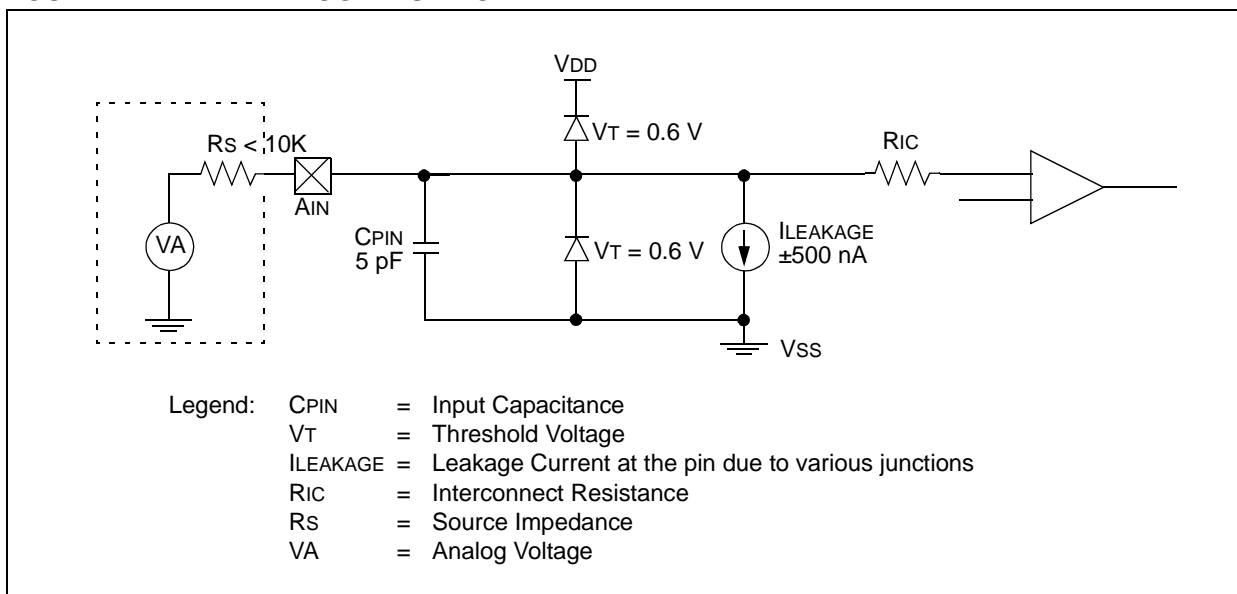 VDD
VT = 0.6 V
RS < 10K
RIC
AIN
CPIN
5 pF
VT = 0.6 V
ILEAKAGE
±500 nA
VA
VSS
Legend: CPIN = Input Capacitance
VT = Threshold Voltage
ILEAKAGE = Leakage Current at the pin due to various junctions
RIC = Interconnect Resistance
RS = Source Impedance
VA = Analog Voltage